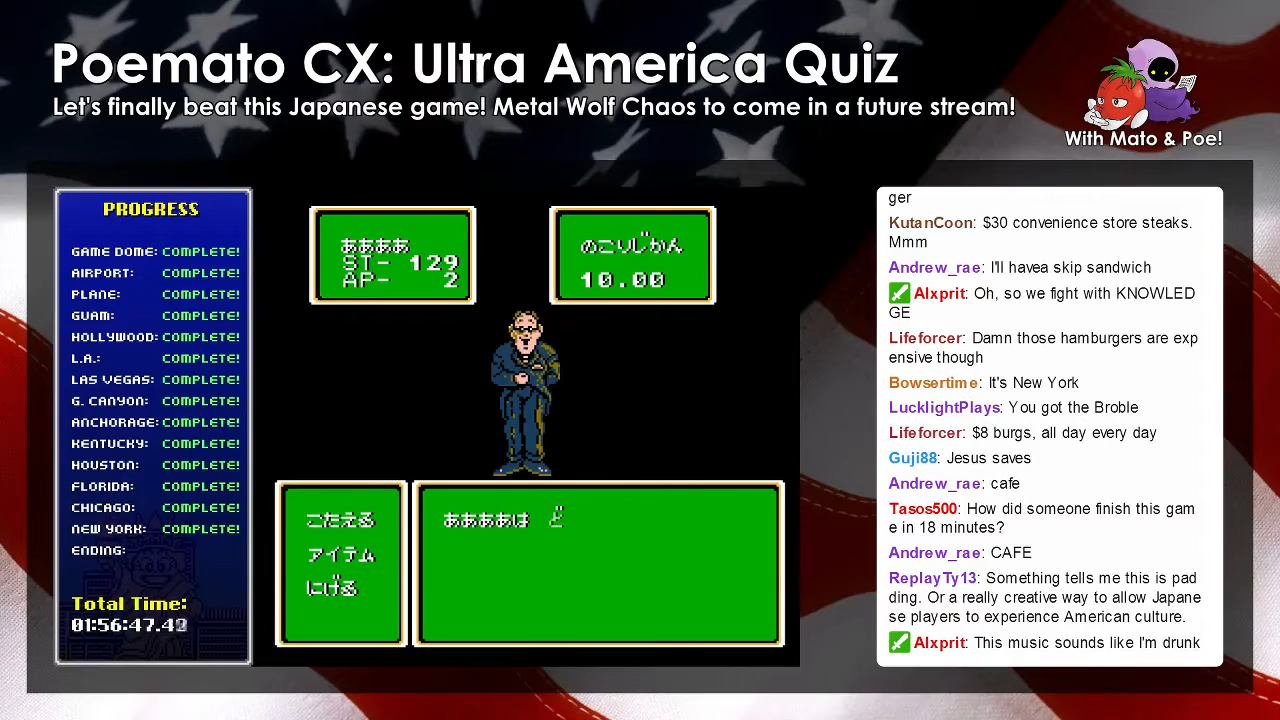 Poemato CX: Ultra America Quiz
Let's finally beat this Japanese game! Metal Wolf Chaos to come in a future stream!
With Mato & Poe!
PROGRESS
GAME DOME: COMPLETE!
AIRPORT: COMPLETE!
PLANE: COMPLETE!
GUAM: COMPLETE!
HOLLYWOOD: COMPLETE!
L.A.: COMPLETE!
LAS VEGAS: COMPLETE!
G. CANYON: COMPLETE!
ANCHORAGE: COMPLETE!
KENTUCKY: COMPLETE!
HOUSTON: COMPLETE!
FLORIDA: COMPLETE!
CHICAGO: COMPLETE!
NEW YORK: COMPLETE!
ENDING:
Total Time:
01:56:47.42
ああああ
ST- 129
AP- 2
のこりじかん
10.00
こたえる
アイテム
にげる
ああああは ど
ger
KutanCoon: $30 convenience store steaks.
Mmm
Andrew_rae: I'll havea skip sandwich
Alxprit: Oh, so we fight with KNOWLED
GE
Lifeforcer: Damn those hamburgers are exp
ensive though
Bowsertime: It's New York
LucklightPlays: You got the Broble
Lifeforcer: $8 burgs, all day every day
Guji88: Jesus saves
Andrew_rae: cafe
Tasos500: How did someone finish this gam
e in 18 minutes?
Andrew_rae: CAFE
ReplayTy13: Something tells me this is pad
ding. Or a really creative way to allow Japane
se players to experience American culture.
Alxprit: This music sounds like I'm drunk